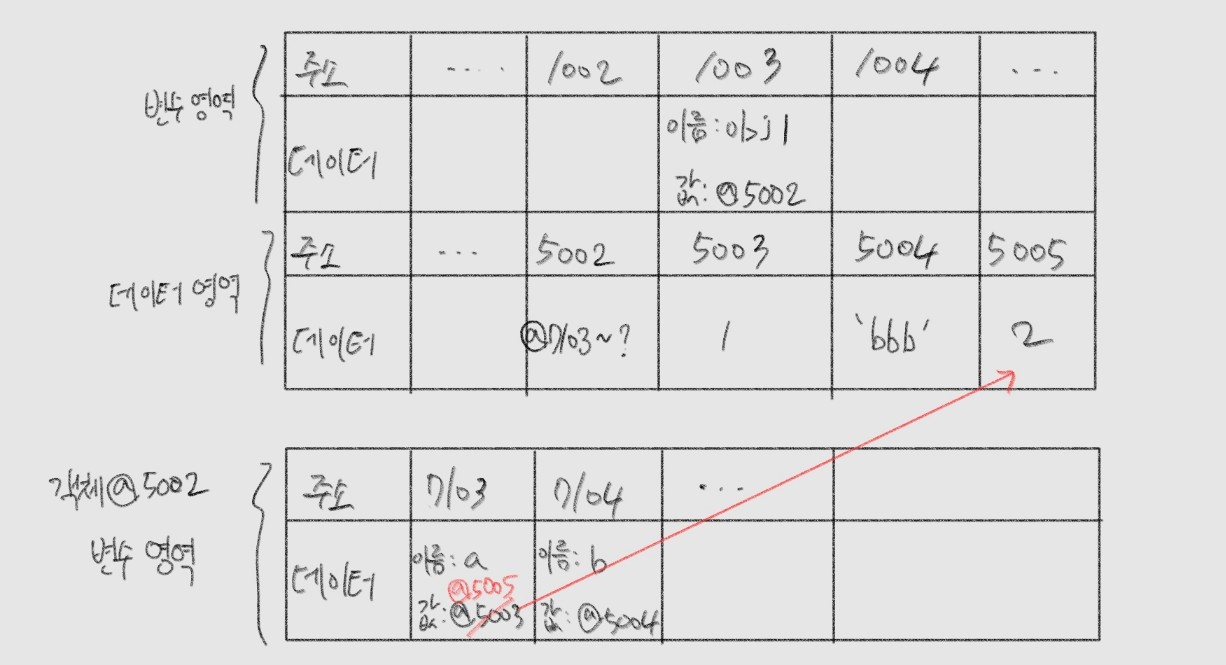 변수 영역
주소 ..... 1002 1003 1004 ...
데이터
이름: obj1
값: @5002
데이터 영역
주소 ... 5002 5003 5004 5005
데이터 @7103~? 1 'bbb' 2
객체@5002
변수 영역
주소 7103 7104 ...
데이터
이름: a 이름: b
@5005
값: @5003 값: @5004